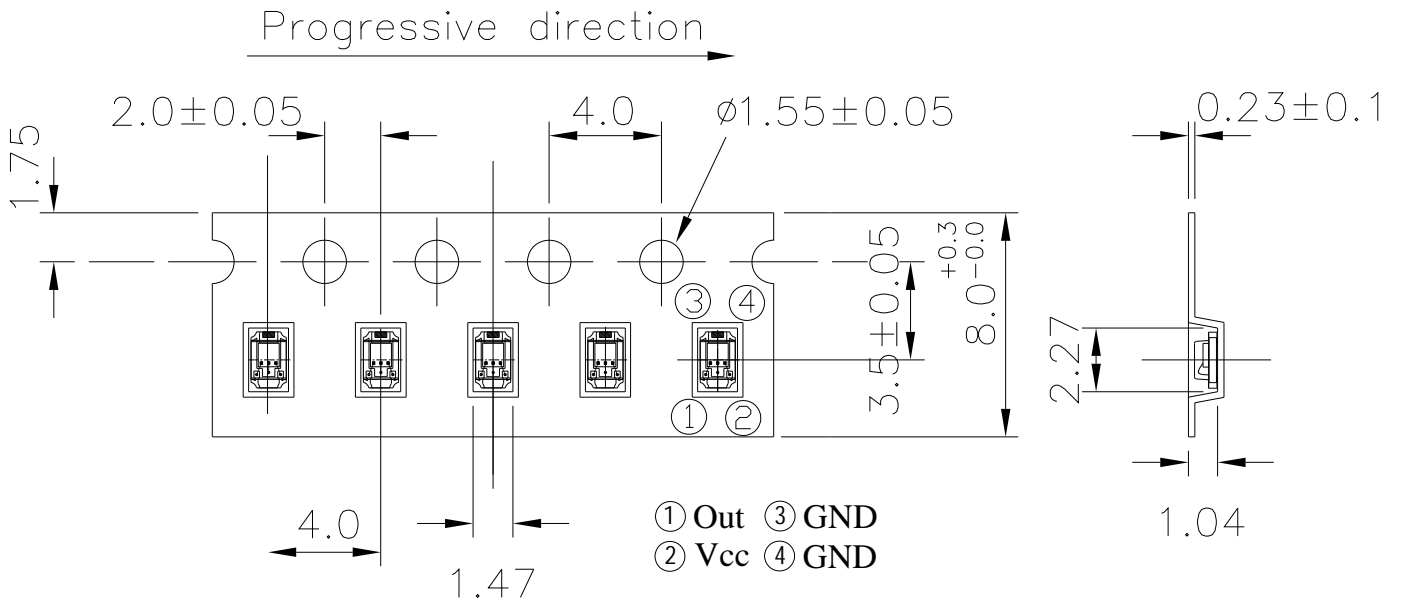 Progressive direction
2.0±0.05
4.0
ø1.55±0.05
0.23±0.1
1.75
3.5±0.05
8.0 +0.3 -0.0
③ ④
① ②
2.27
1.04
4.0
1.47
① Out ③ GND
② Vcc ④ GND